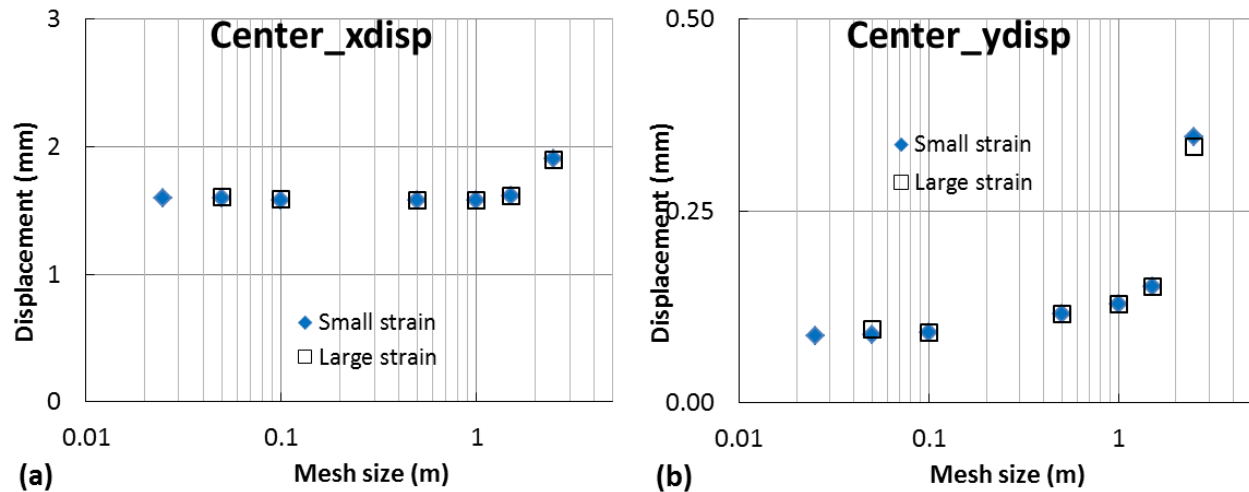 Center_xdisp
3
2
1
0
Displacement (mm)
Small strain
Large strain
0.01
0.1
1
Mesh size (m)
(a)
Center_ydisp
0.50
0.25
0.00
Displacement (mm)
Small strain
Large strain
0.01
0.1
1
Mesh size (m)
(b)